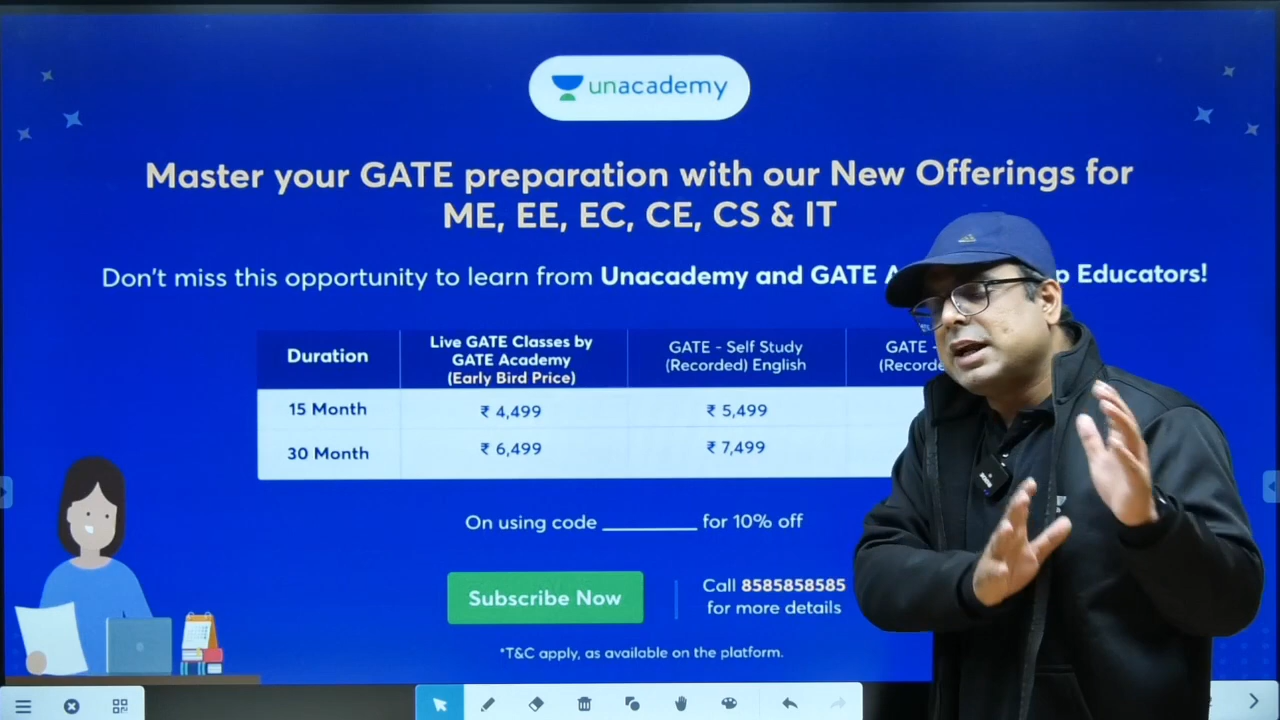 unacademy
Master your GATE preparation with our New Offerings for
ME, EE, EC, CE, CS & IT
Don't miss this opportunity to learn from Unacademy and GATE A p Educators!
Duration
Live GATE Classes by
GATE Academy
(Early Bird Price)
GATE - Self Study
(Recorded) English
GATE -
(Recorde
15 Month ₹ 4,499 ₹ 5,499
30 Month ₹ 6,499 ₹ 7,499
On using code _________ for 10% off
Subscribe Now
Call 8585858585
for more details
*T&C apply, as available on the platform.